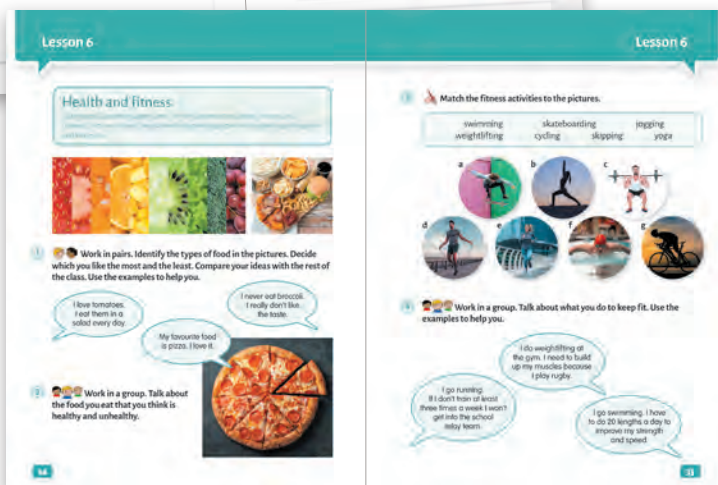 Lesson 6
Health and fitness
1 Work in pairs. Identify the types of food in the pictures. Decide
which you like the most and the least. Compare your ideas with the rest of
the class. Use the examples to help you.
I love tomatoes.
I eat them in a
salad every day.
I never eat broccoli.
I really don't like
the taste.
My favourite food
is pizza. I love it.
2 Work in a group. Talk about
the food you eat that you think is
healthy and unhealthy.
Lesson 6
3 Match the fitness activities to the pictures.
swimming skateboarding jogging
weightlifting cycling skipping yoga
a b c
d e f g
4 Work in a group. Talk about what you do to keep fit. Use the
examples to help you.
I do weightlifting at
the gym. I need to build
up my muscles because
I play rugby.
I go running.
If I don't train at least
three times a week I won't
get into the school
relay team.
I go swimming. I have
to do 20 lengths a day to
improve my strength
and speed.